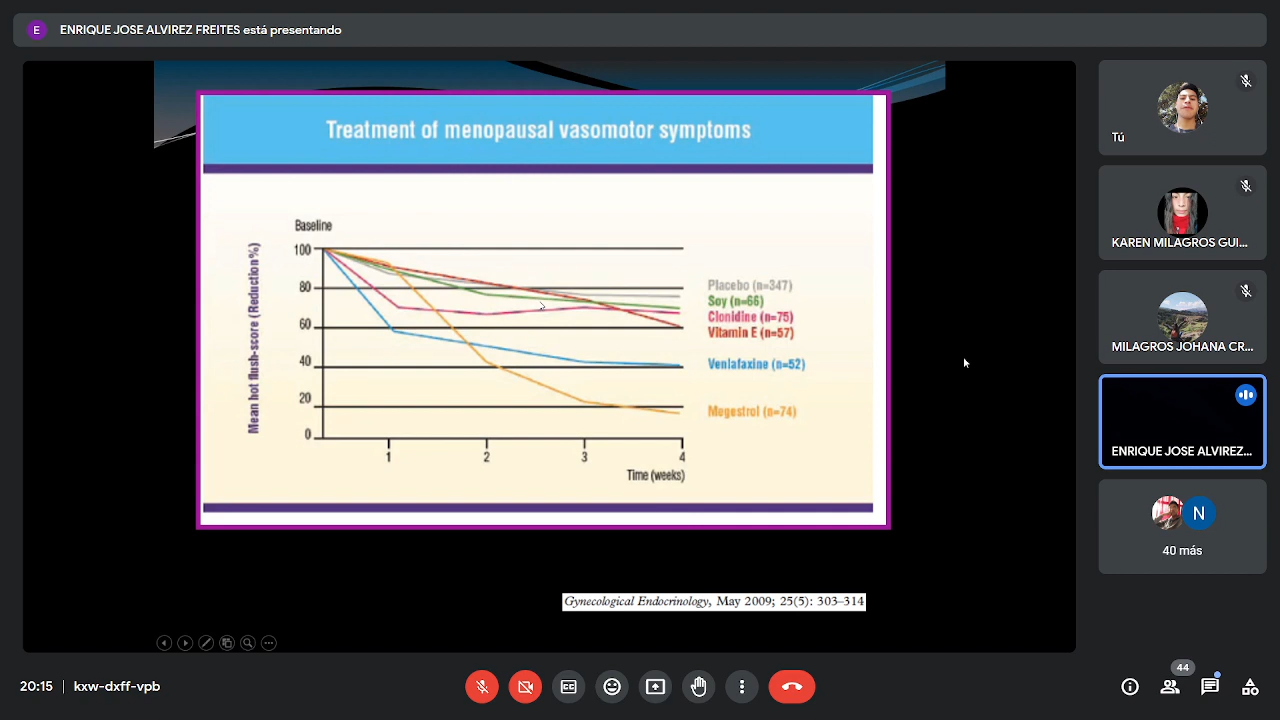 E
ENRIQUE JOSE ALVIREZ FREITES está presentando
Treatment of menopausal vasomotor symptoms
Baseline
Mean hot flush-score (Reduction %)
100
80
60
40
20
0
1
2
3
4
Time (weeks)
Placebo (n=347)
Soy (n=66)
Clonidine (n=75)
Vitamin E (n=57)
Venlafaxine (n=52)
Megestrol (n=74)
Gynecological Endocrinology, May 2009; 25(5): 303–314
Tú
KAREN MILAGROS GUI...
MILAGROS JOHANA CR...
ENRIQUE JOSE ALVIREZ...
N
40 más
20:15 | kxw-dxff-vpb
44